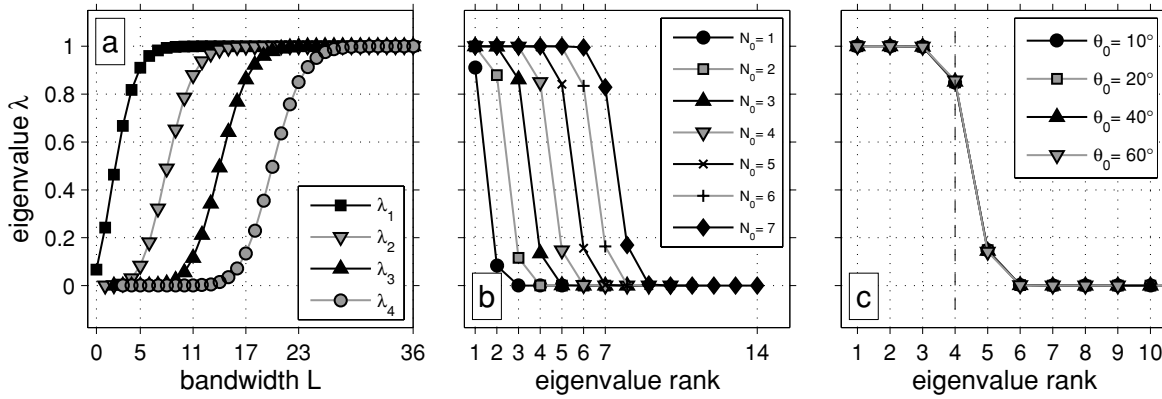 a
eigenvalue λ
1
0.8
0.6
0.4
0.2
0
0 5 11 17 23 36
bandwidth L
λ1
λ2
λ3
λ4
b
N0= 1
N0= 2
N0= 3
N0= 4
N0= 5
N0= 6
N0= 7
1 2 3 4 5 6 7 14
eigenvalue rank
c
θ0= 10°
θ0= 20°
θ0= 40°
θ0= 60°
1 2 3 4 5 6 7 8 9 10
eigenvalue rank